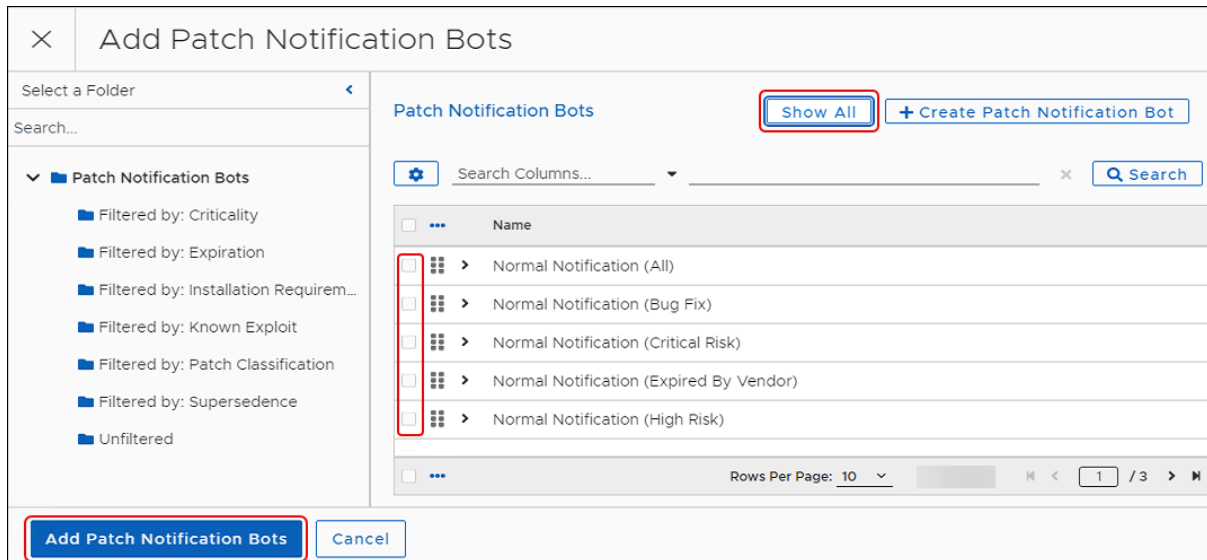 Add Patch Notification Bots
Select a Folder
Search...
Patch Notification Bots
Filtered by: Criticality
Filtered by: Expiration
Filtered by: Installation Requirem...
Filtered by: Known Exploit
Filtered by: Patch Classification
Filtered by: Supersedence
Unfiltered
Patch Notification Bots
Show All
+ Create Patch Notification Bot
Search Columns...
Search
Name
Normal Notification (All)
Normal Notification (Bug Fix)
Normal Notification (Critical Risk)
Normal Notification (Expired By Vendor)
Normal Notification (High Risk)
Rows Per Page: 10
1 / 3
Add Patch Notification Bots
Cancel